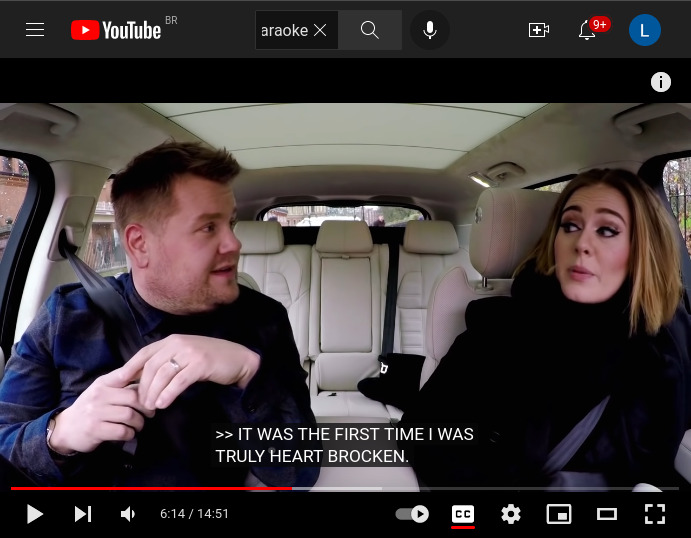 YouTube BR
araoke
9+
L
i
>> IT WAS THE FIRST TIME I WAS
TRULY HEART BROCKEN.
6:14 / 14:51
CC